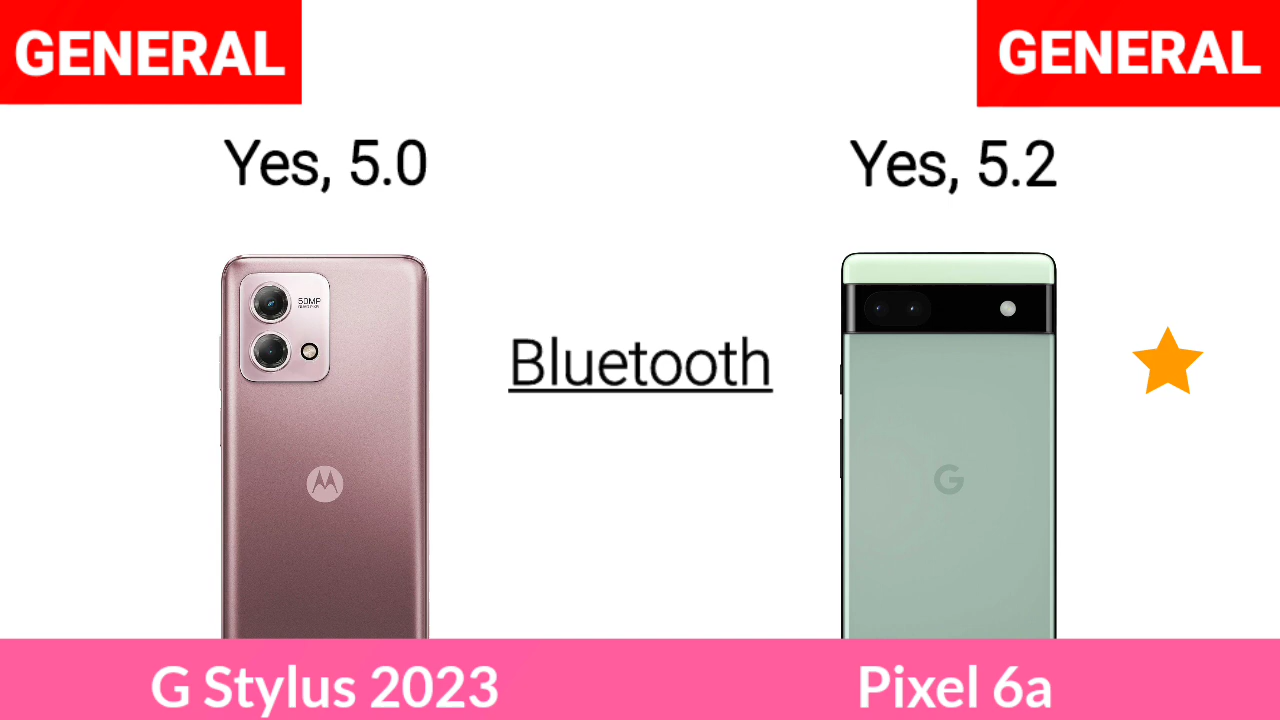 GENERAL
GENERAL
Yes, 5.0
Yes, 5.2
50MP
Bluetooth
G
G Stylus 2023
Pixel 6a